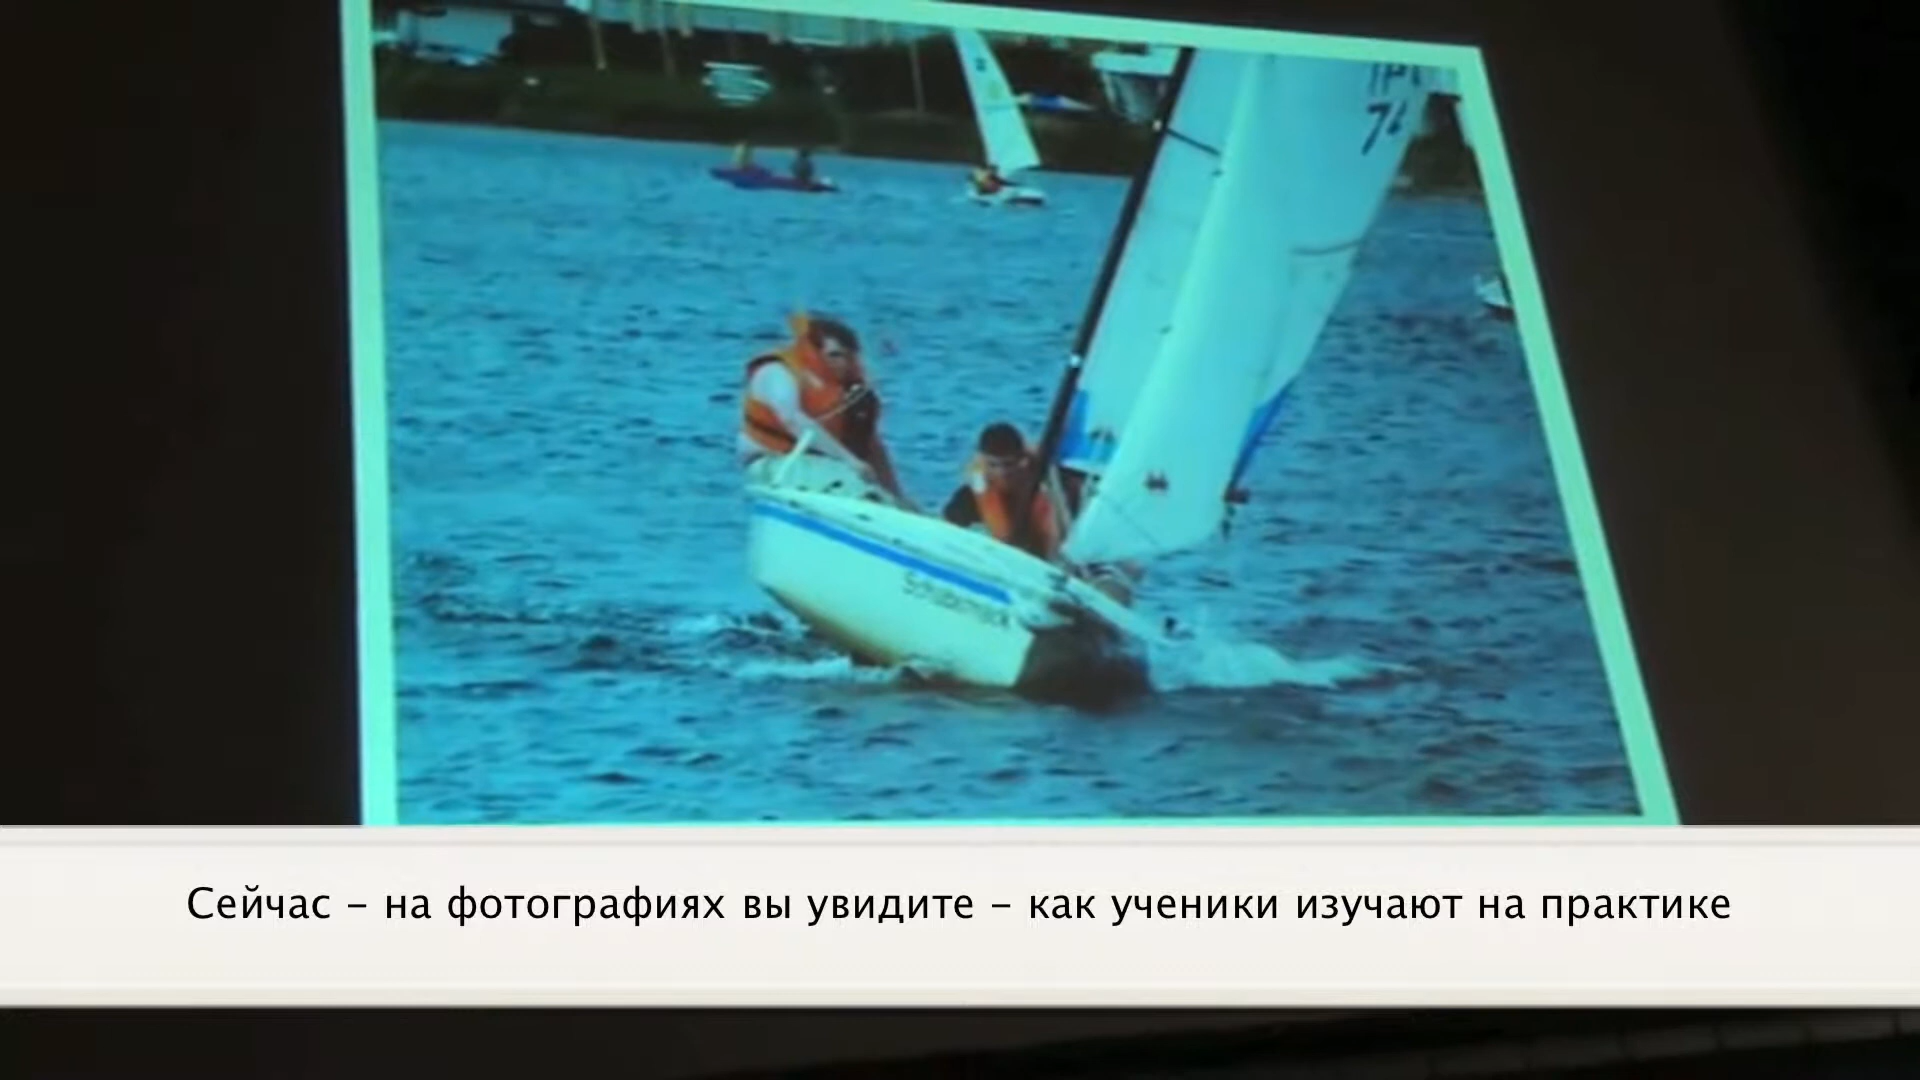 Сейчас - на фотографиях вы увидите - как ученики изучают на практике